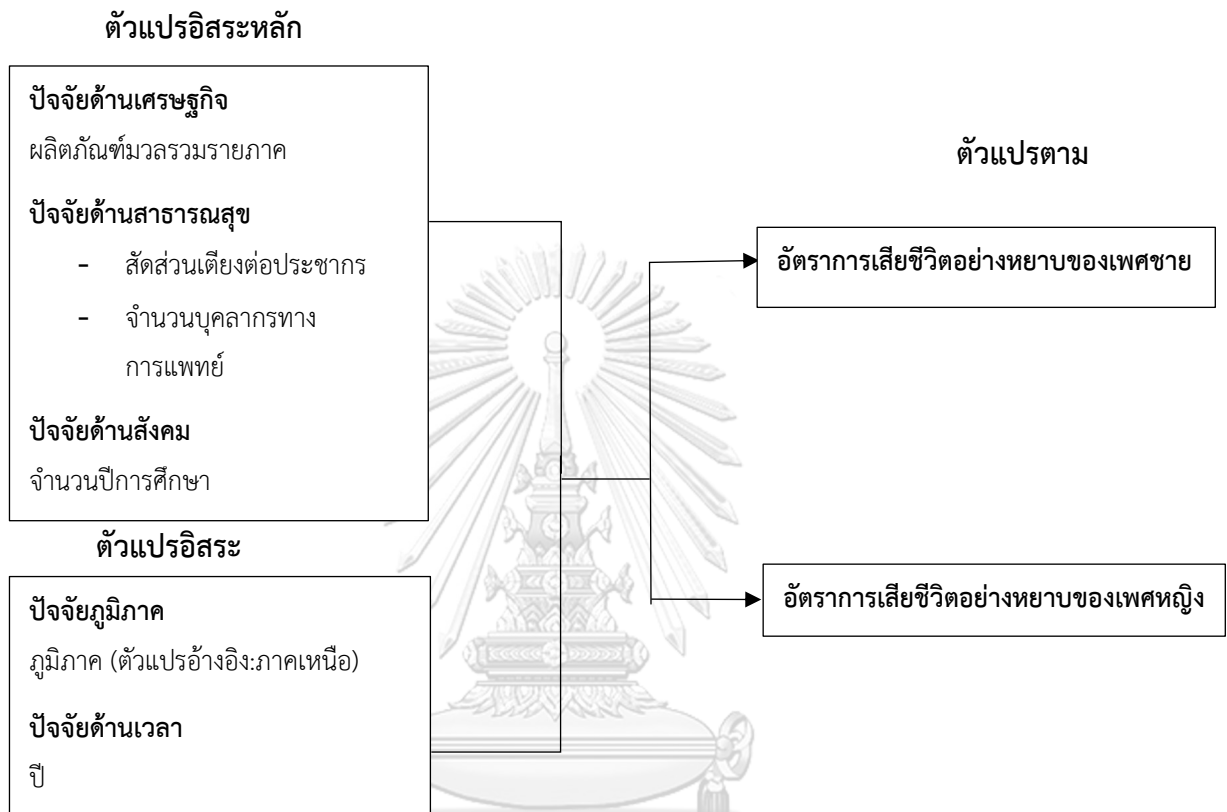 ตัวแปรอิสระหลัก
ปัจจัยด้านเศรษฐกิจ
ผลิตภัณฑ์มวลรวมรายภาค
ปัจจัยด้านสาธารณสุข
- สัดส่วนเตียงต่อประชากร
- จำนวนบุคลากรทาง
การแพทย์
ปัจจัยด้านสังคม
จำนวนปีการศึกษา
ตัวแปรอิสระ
ปัจจัยภูมิภาค
ภูมิภาค (ตัวแปรอ้างอิง:ภาคเหนือ)
ปัจจัยด้านเวลา
ปี
ตัวแปรตาม
อัตราการเสียชีวิตอย่างหยาบของเพศชาย
อัตราการเสียชีวิตอย่างหยาบของเพศหญิง